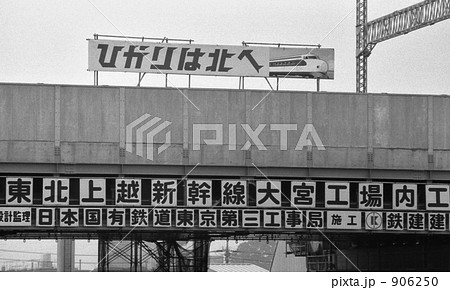 ひかりは北へ
PIXTA
東北上越新幹線大宮工場内工
設計監理 日本国有鉄道東京第三工事局 施工 鉄建建
pixta.jp - 906250